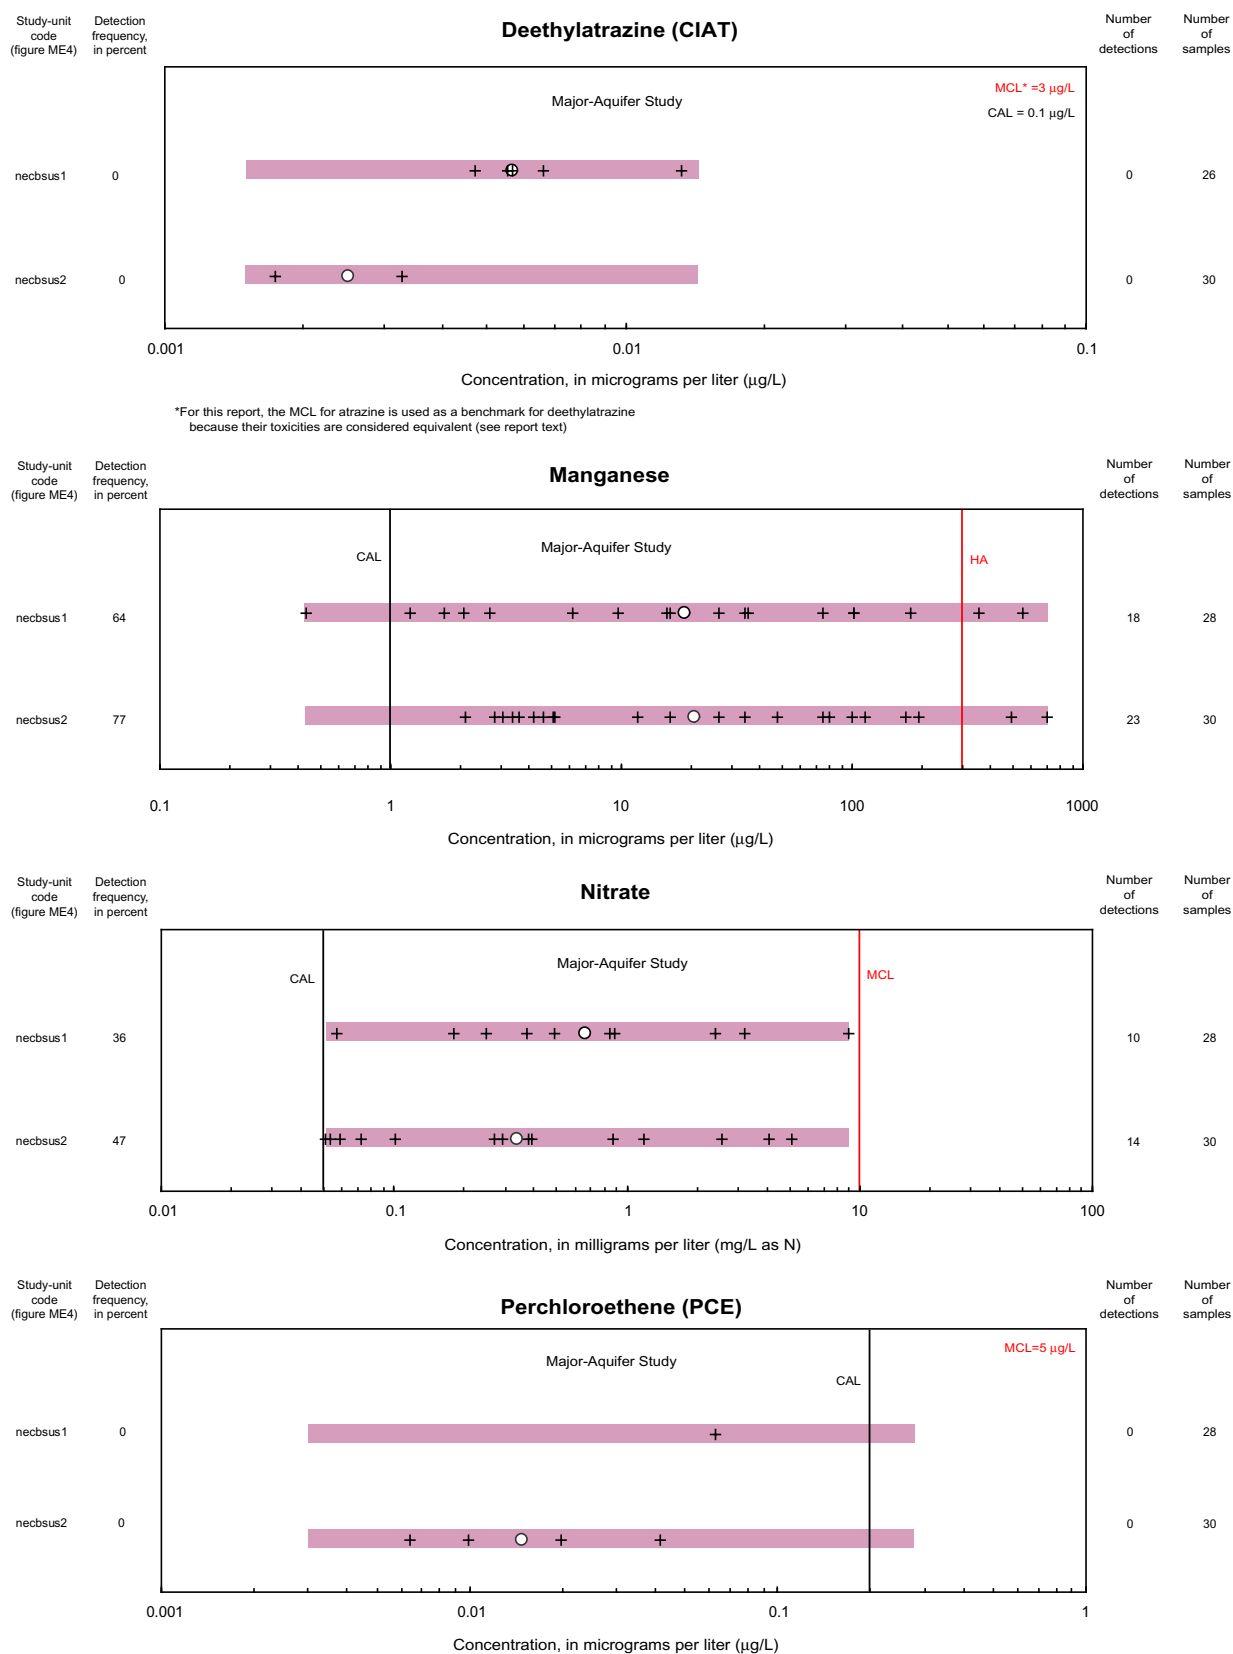 Study-unit
code
(figure ME4)
Detection
frequency,
in percent
Deethylatrazine (CIAT)
Number
of
detections
Number
of
samples
Major-Aquifer Study
MCL* =3 µg/L
CAL = 0.1 µg/L
necbsus1 0 0 26
necbsus2 0 0 30
0.001 0.01 0.1
Concentration, in micrograms per liter (µg/L)
*For this report, the MCL for atrazine is used as a benchmark for deethylatrazine
because their toxicities are considered equivalent (see report text)
Study-unit
code
(figure ME4)
Detection
frequency,
in percent
Manganese
Number
of
detections
Number
of
samples
CAL
Major-Aquifer Study
HA
necbsus1 64 18 28
necbsus2 77 23 30
0.1 1 10 100 1000
Concentration, in micrograms per liter (µg/L)
Study-unit
code
(figure ME4)
Detection
frequency,
in percent
Nitrate
Number
of
detections
Number
of
samples
CAL
Major-Aquifer Study
MCL
necbsus1 36 10 28
necbsus2 47 14 30
0.01 0.1 1 10 100
Concentration, in milligrams per liter (mg/L as N)
Study-unit
code
(figure ME4)
Detection
frequency,
in percent
Perchloroethene (PCE)
Number
of
detections
Number
of
samples
Major-Aquifer Study
MCL=5 µg/L
CAL
necbsus1 0 0 28
necbsus2 0 0 30
0.001 0.01 0.1 1
Concentration, in micrograms per liter (µg/L)